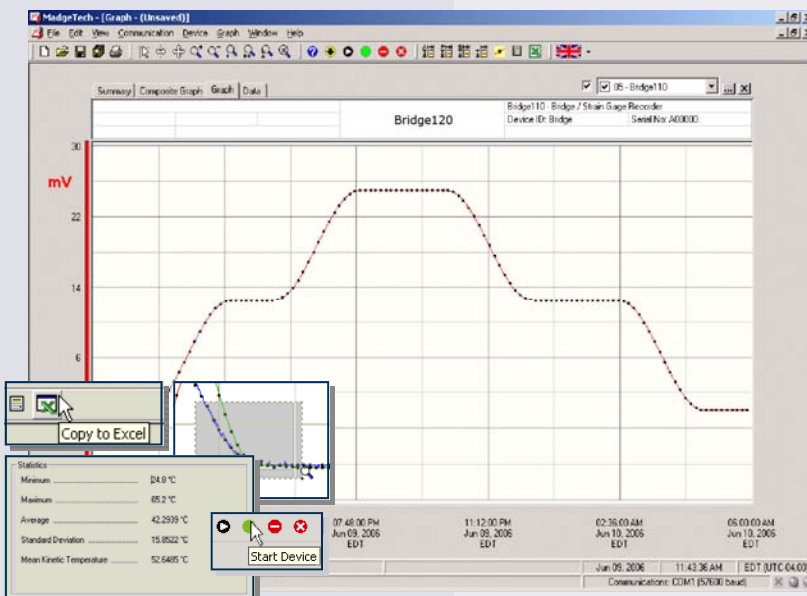 MadgeTech - [Graph - (Unsaved)]
File Edit View Communication Device Graph Window Help
Summary Composite Graph Graph Data
05 - Bridge110
Bridge120
Bridge110 - Bridge / Strain Gage Recorder
Device ID: Bridge Serial No: A00000
30
mV
22
14
6
Copy to Excel
Statistics
Minimum 24.8 °C
Maximum 65.2 °C
Average 42.2939 °C
Standard Deviation 15.8522 °C
Mean Kinetic Temperature 52.6485 °C
Start Device
07:48:00 PM
Jun 09, 2006
EDT
11:12:00 PM
Jun 09, 2006
EDT
02:36:00 AM
Jun 10, 2006
EDT
06:00:00 AM
Jun 10, 2006
EDT
Jun 09, 2006 11:43:36 AM EDT (UTC-04:00
Communications: COM1 (57600 baud)